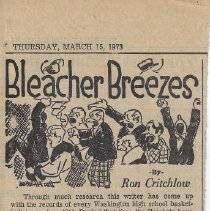 THURSDAY, MARCH 15, 1973
Bleacher Breezes
-By-
Ron Critchlow
Through much research this writer has come up
with the records of every Washington high school basket-